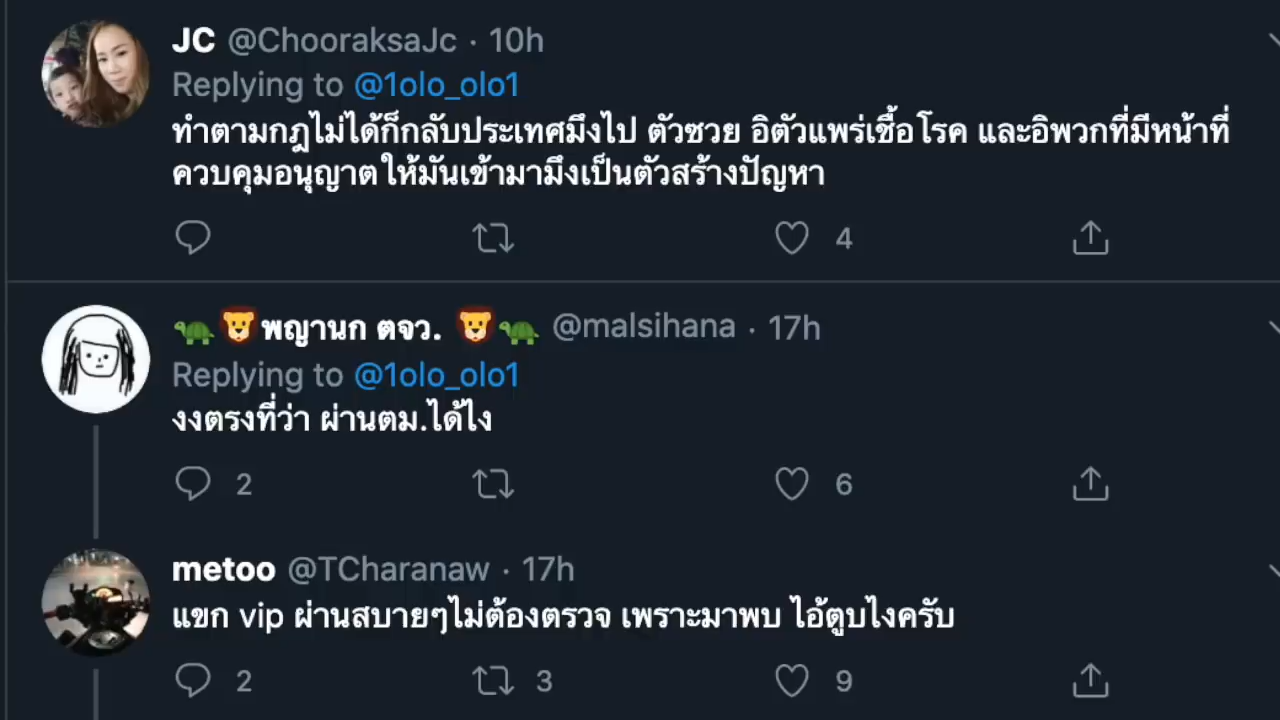 JC @ChooraksaJc · 10h
Replying to @1olo_olo1
ทำตามกฎไม่ได้ก็กลับประเทศมึงไป ตัวซวย อิตัวแพร่เชื้อโรค และอิพวกที่มีหน้าที่
ควบคุมอนุญาตให้มันเข้ามามึงเป็นตัวสร้างปัญหา
4
🐢🦁พญานก ตจว. 🦁🐢 @malsihana · 17h
Replying to @1olo_olo1
งงตรงที่ว่า ผ่านตม.ได้ไง
2 6
metoo @TCharanaw · 17h
แขก vip ผ่านสบายๆไม่ต้องตรวจ เพราะมาพบ ไอ้ตูบไงครับ
2 3 9